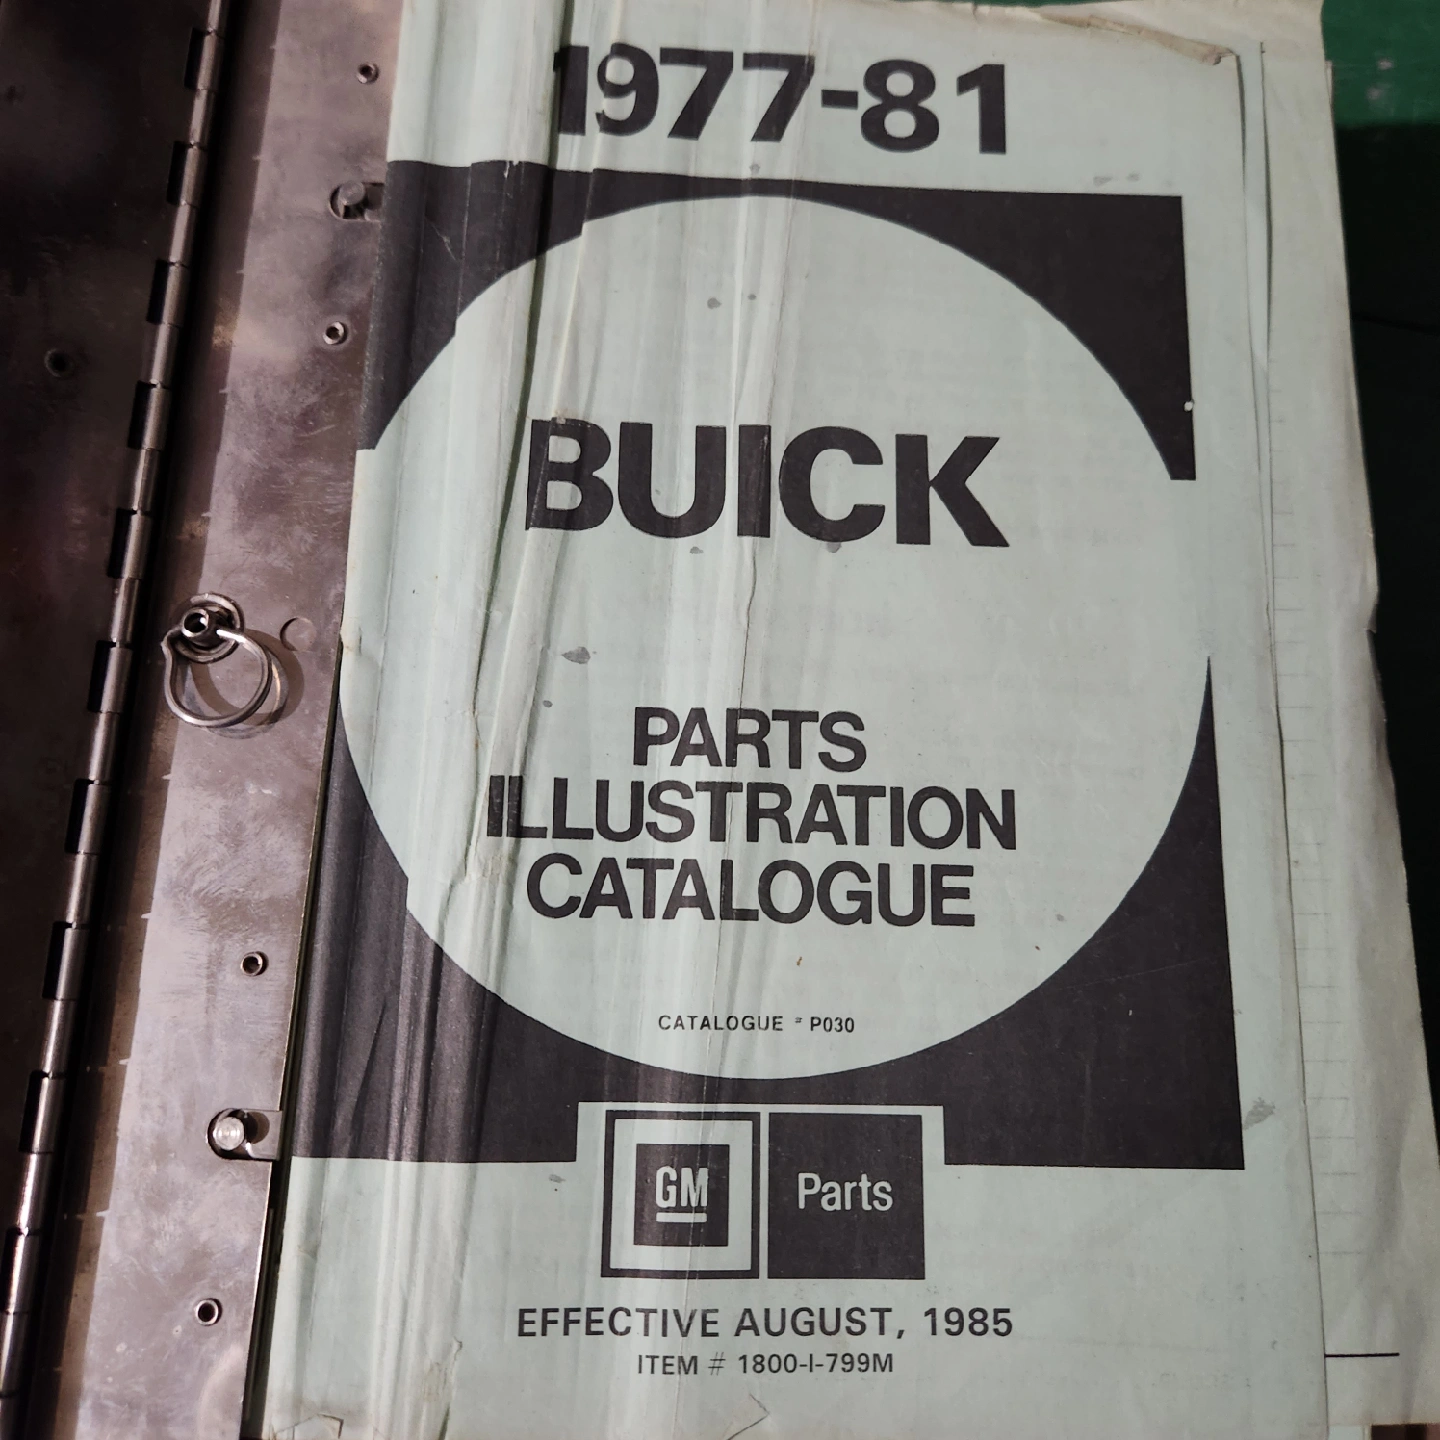 1977-81
BUICK
PARTS
ILLUSTRATION
CATALOGUE
CATALOGUE # P030
GM Parts
EFFECTIVE AUGUST, 1985
ITEM # 1800-I-799M